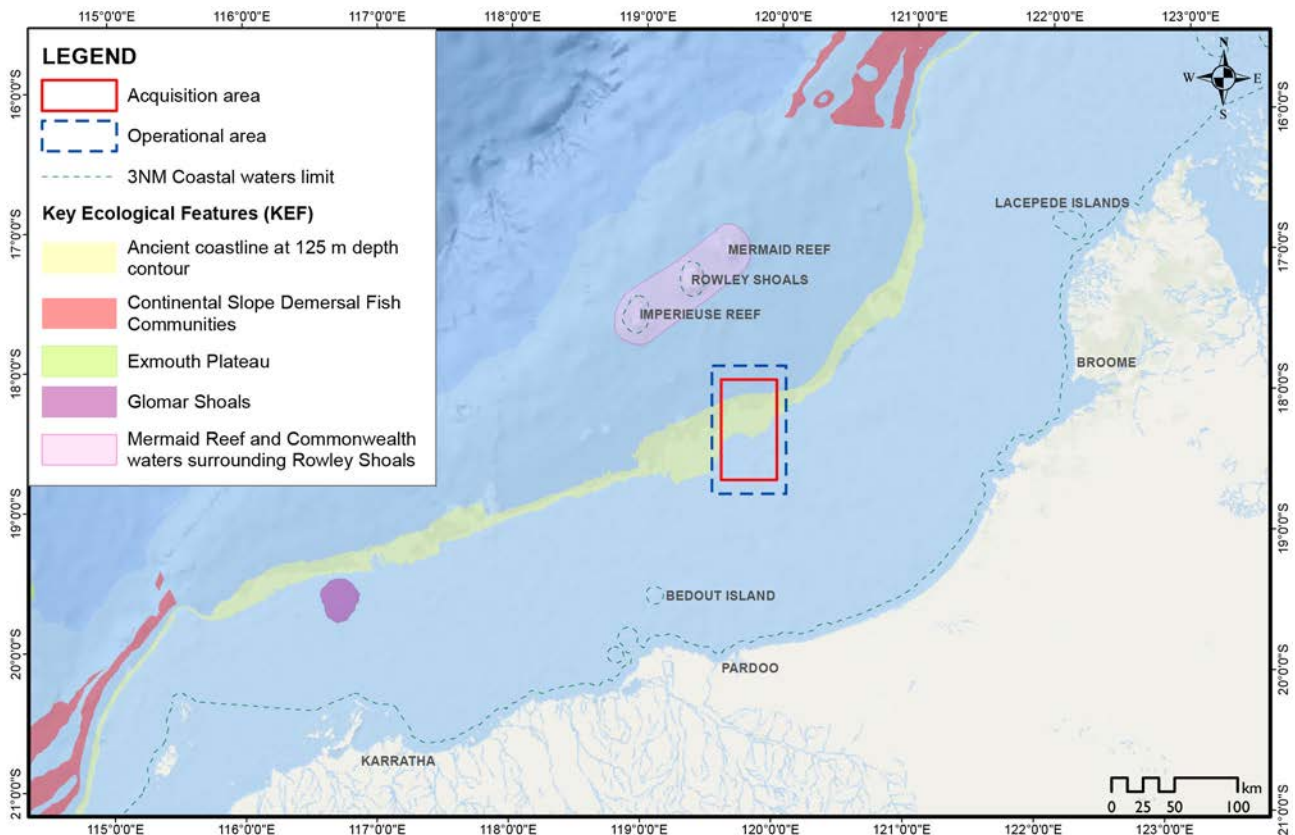 115°0'0"E 116°0'0"E 117°0'0"E 118°0'0"E 119°0'0"E 120°0'0"E 121°0'0"E 122°0'0"E 123°0'0"E
LEGEND
Acquisition area
Operational area
3NM Coastal waters limit
Key Ecological Features (KEF)
Ancient coastline at 125 m depth
contour
Continental Slope Demersal Fish
Communities
Exmouth Plateau
Glomar Shoals
Mermaid Reef and Commonwealth
waters surrounding Rowley Shoals
N
W E
S
16°0'0"S
17°0'0"S
18°0'0"S
19°0'0"S
20°0'0"S
21°0'0"S
LACEPEDE ISLANDS
MERMAID REEF
ROWLEY SHOALS
IMPERIEUSE REEF
BROOME
BEDOUT ISLAND
PARDOO
KARRATHA
16°0'0"S
17°0'0"S
18°0'0"S
19°0'0"S
20°0'0"S
21°0'0"S
km
0 25 50 100
115°0'0"E 116°0'0"E 117°0'0"E 118°0'0"E 119°0'0"E 120°0'0"E 121°0'0"E 122°0'0"E 123°0'0"E